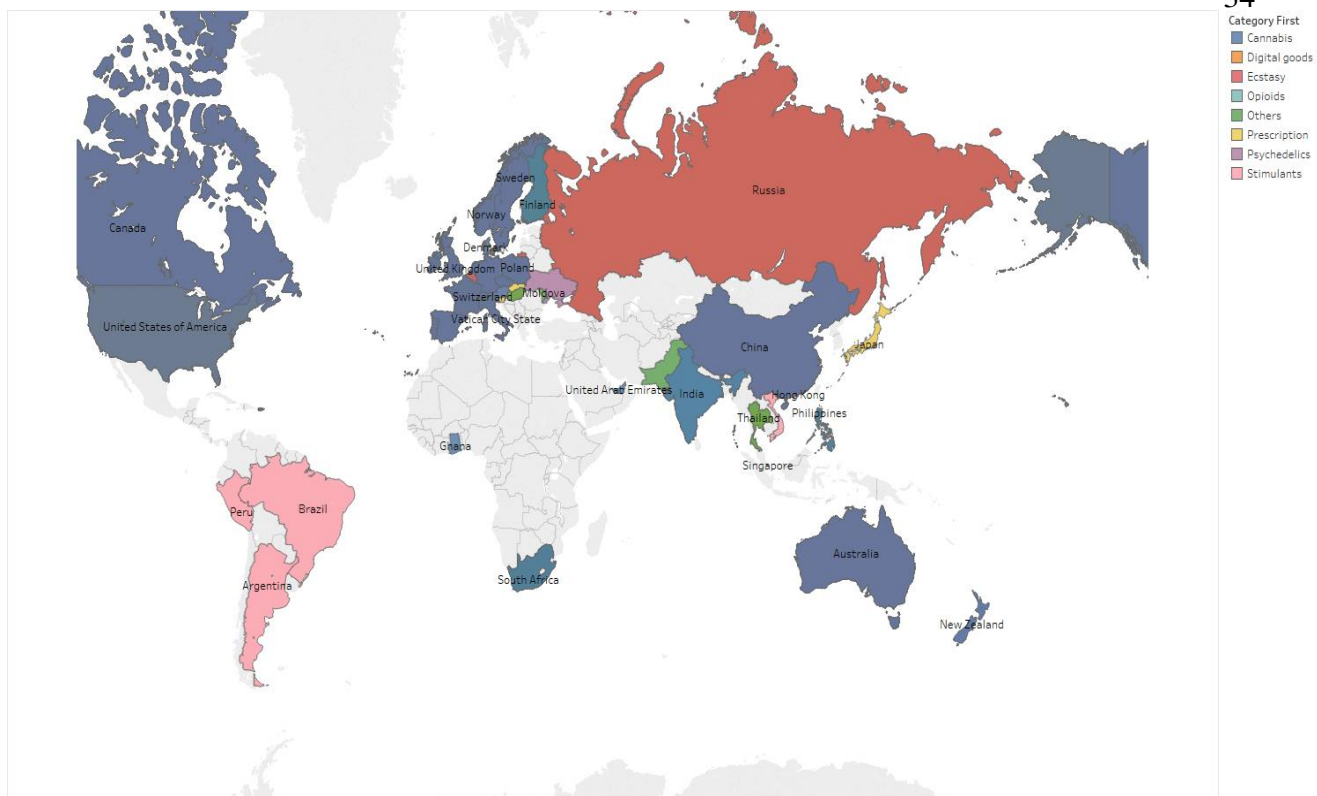 34
Category First
Cannabis
Digital goods
Ecstasy
Opioids
Others
Prescription
Psychedelics
Stimulants
Sweden
Finland
Russia
Canada
Norway
Denmark
United Kingdom
Poland
Switzerland
Moldova
Vatican City State
United States of America
China
Japan
United Arab Emirates
India
Hong Kong
Thailand
Philippines
Ghana
Singapore
Peru
Brazil
Australia
Argentina
South Africa
New Zealand